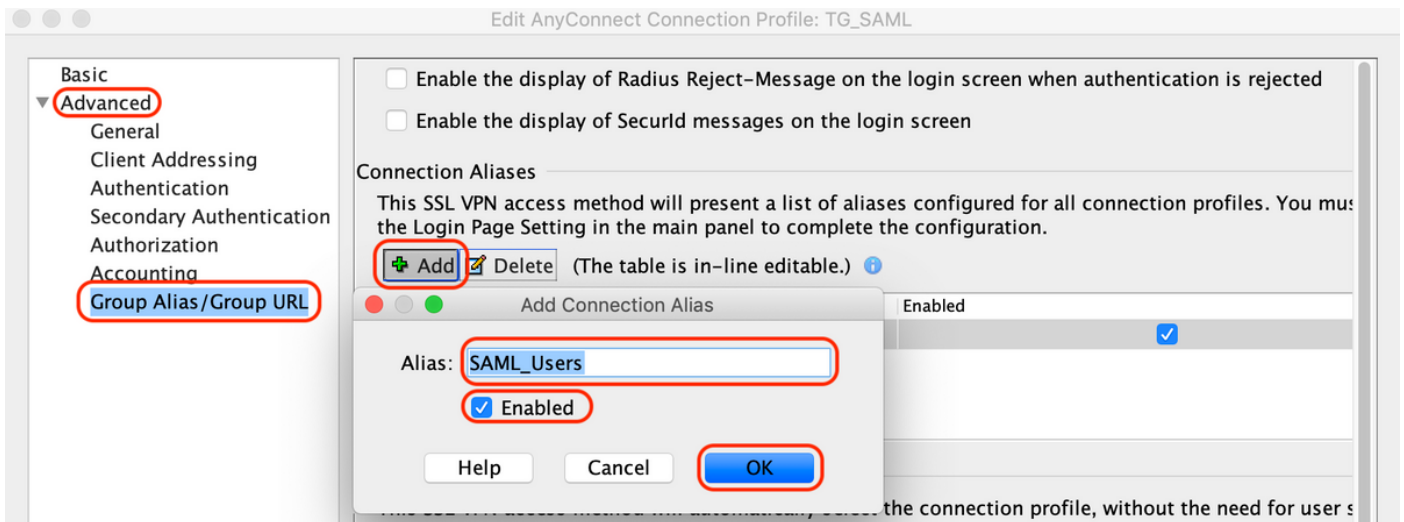 Edit AnyConnect Connection Profile: TG_SAML
Basic
Advanced
General
Client Addressing
Authentication
Secondary Authentication
Authorization
Accounting
Group Alias/Group URL
Enable the display of Radius Reject-Message on the login screen when authentication is rejected
Enable the display of SecurId messages on the login screen
Connection Aliases
This SSL VPN access method will present a list of aliases configured for all connection profiles. You
the Login Page Setting in the main panel to complete the configuration.
Add Delete (The table is in-line editable.)
Enabled
Add Connection Alias
Alias: SAML_Users
Enabled
Help Cancel OK
the connection profile, without the need for user